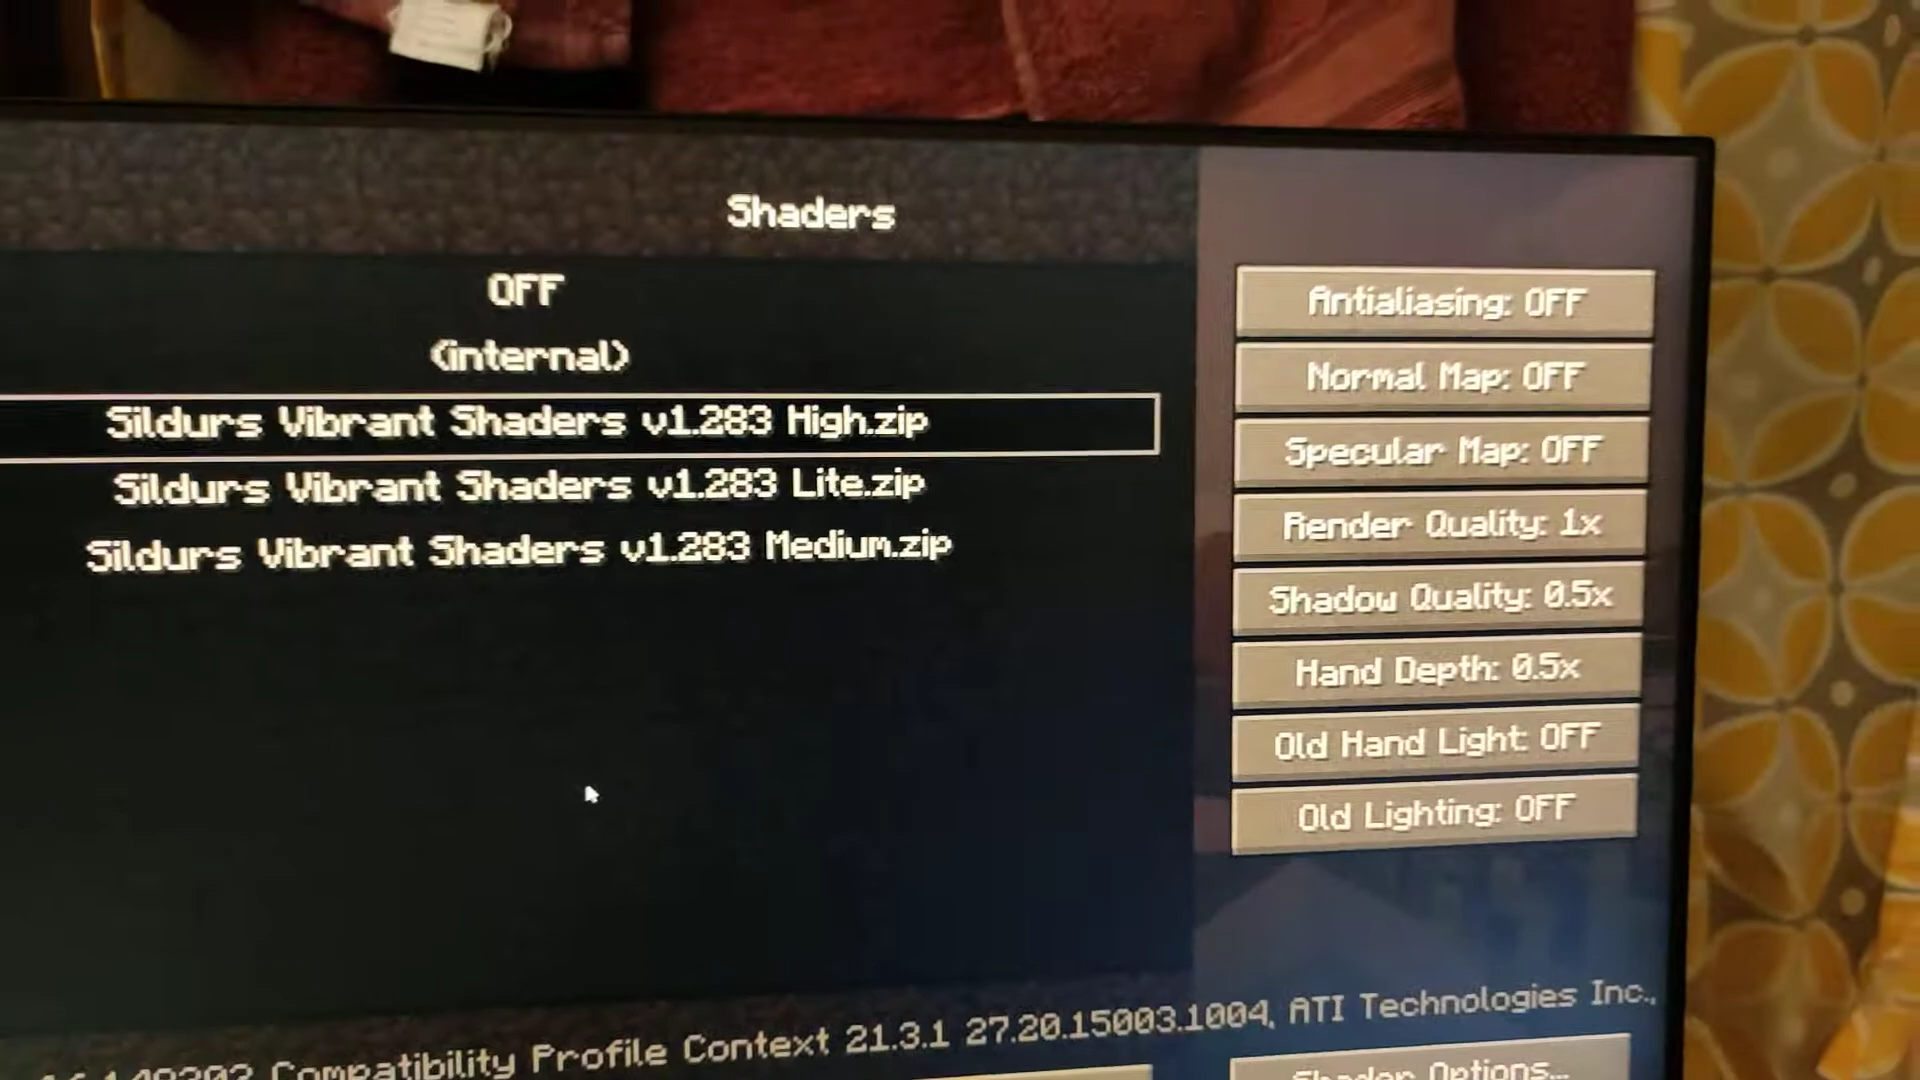 Shaders
OFF
(internal)
Sildurs Vibrant Shaders v1.283 High.zip
Sildurs Vibrant Shaders v1.283 Lite.zip
Sildurs Vibrant Shaders v1.283 Medium.zip
Antialiasing: OFF
Normal Map: OFF
Specular Map: OFF
Render Quality: 1x
Shadow Quality: 0.5x
Hand Depth: 0.5x
Old Hand Light: OFF
Old Lighting: OFF
Compatibility Profile Context 21.3.1 27.20.15003.1004, ATI Technologies Inc.,
Shader Options...